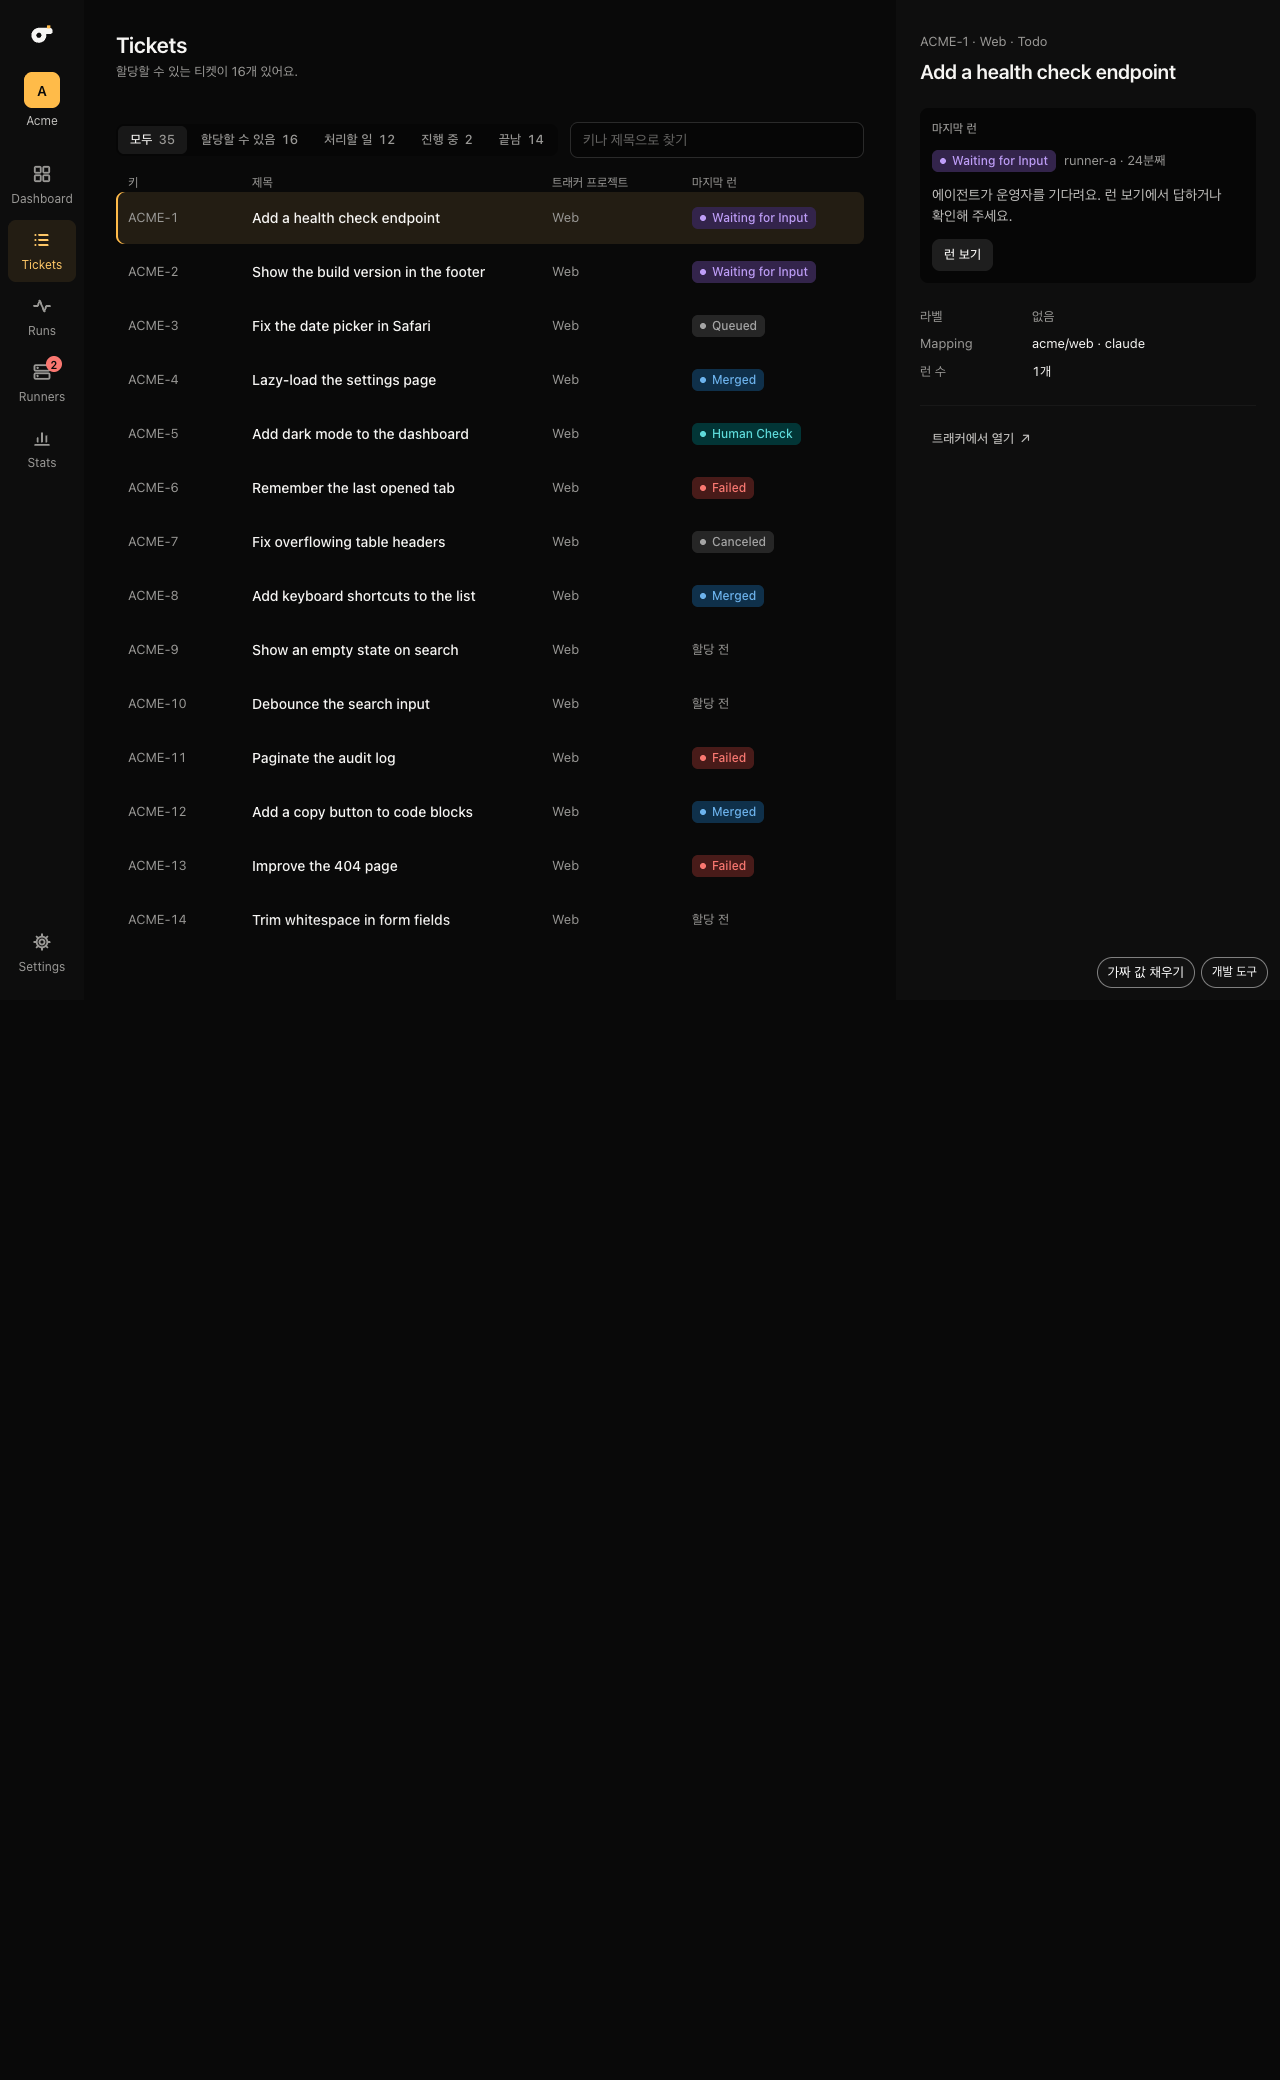 A
Acme
Dashboard
Tickets
Runs
2
Runners
Stats
Settings
Tickets
할당할 수 있는 티켓이 16개 있어요.
모두 35
할당할 수 있음 16
처리할 일 12
진행 중 2
끝남 14
키나 제목으로 찾기
키 제목 트래커 프로젝트 마지막 런
ACME-1 Add a health check endpoint Web Waiting for Input
ACME-2 Show the build version in the footer Web Waiting for Input
ACME-3 Fix the date picker in Safari Web Queued
ACME-4 Lazy-load the settings page Web Merged
ACME-5 Add dark mode to the dashboard Web Human Check
ACME-6 Remember the last opened tab Web Failed
ACME-7 Fix overflowing table headers Web Canceled
ACME-8 Add keyboard shortcuts to the list Web Merged
ACME-9 Show an empty state on search Web 할당 전
ACME-10 Debounce the search input Web 할당 전
ACME-11 Paginate the audit log Web Failed
ACME-12 Add a copy button to code blocks Web Merged
ACME-13 Improve the 404 page Web Failed
ACME-14 Trim whitespace in form fields Web 할당 전
ACME-1 · Web · Todo
Add a health check endpoint
마지막 런
Waiting for Input runner-a · 24분째
에이전트가 운영자를 기다려요. 런 보기에서 답하거나
확인해 주세요.
런 보기
라벨 없음
Mapping acme/web · claude
런 수 1개
트래커에서 열기 ↗
가짜 값 채우기
개발 도구